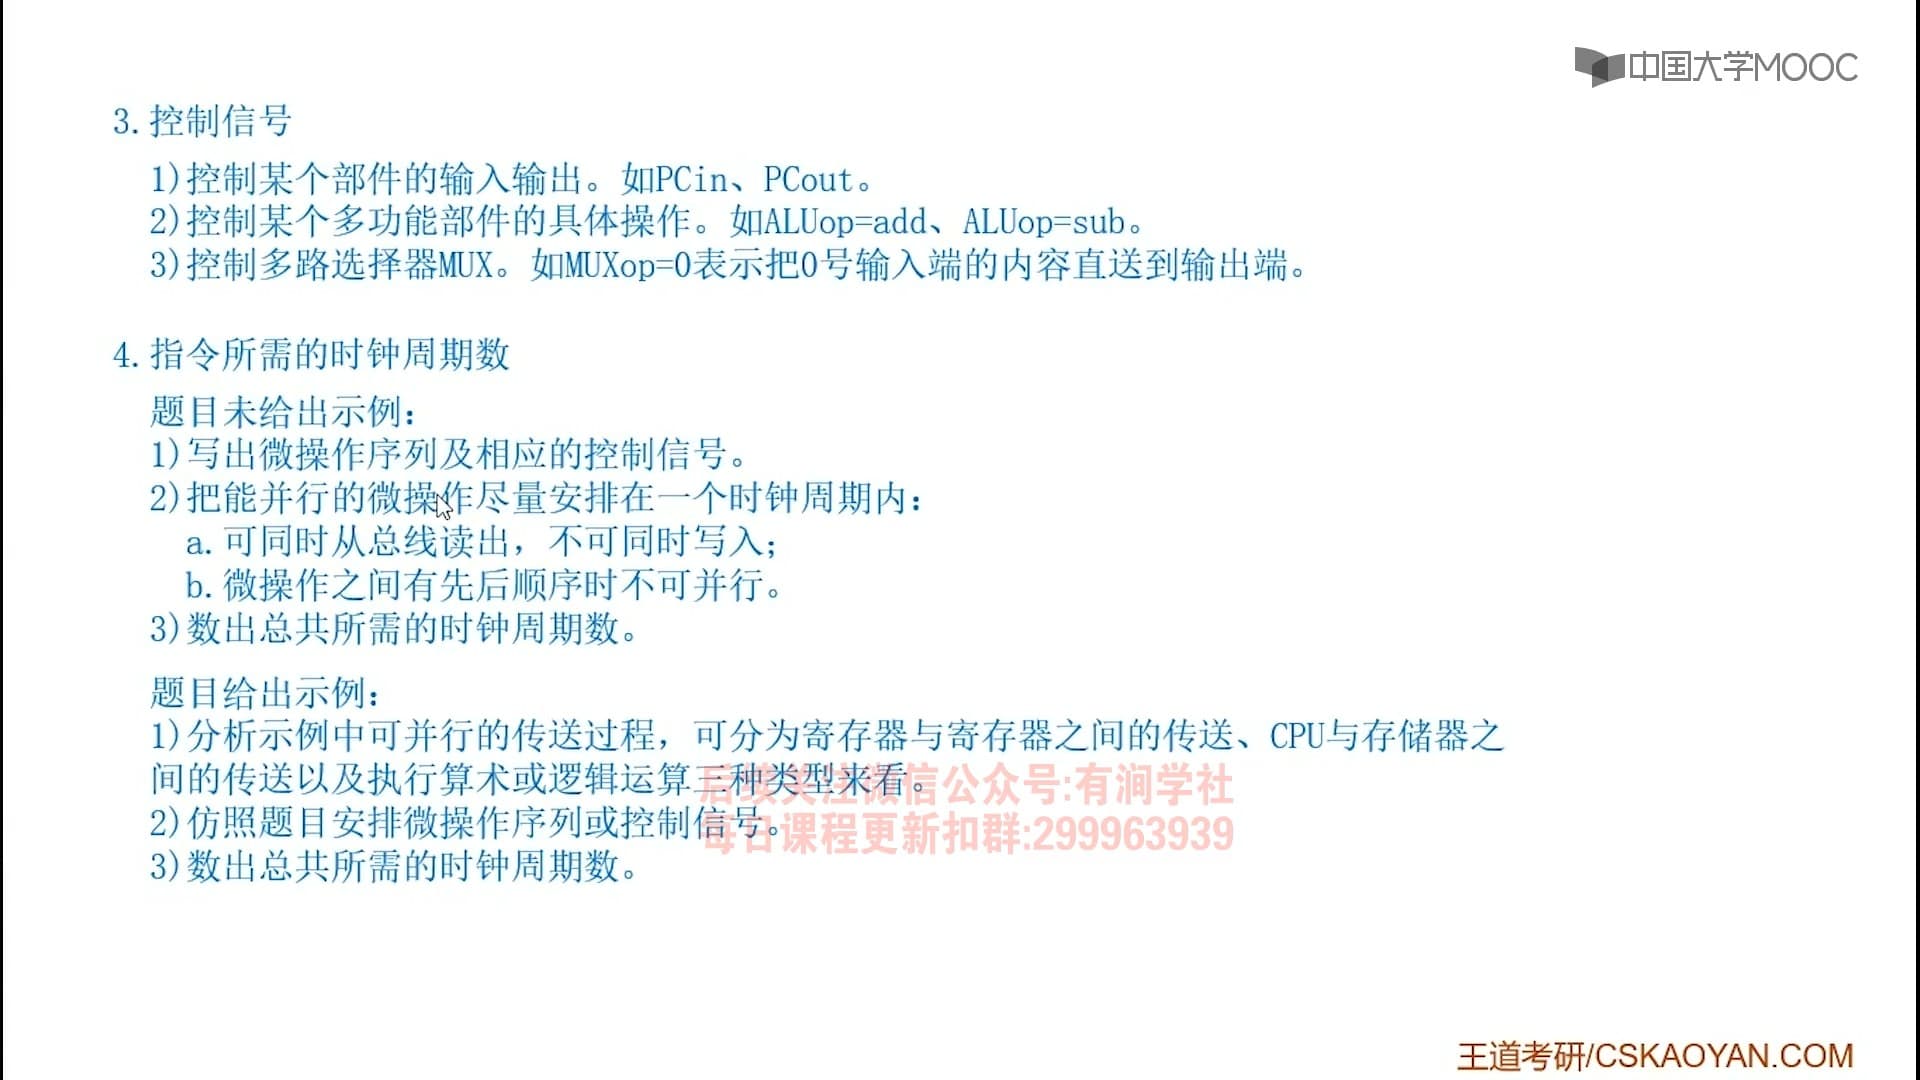 中国大学MOOC
3.控制信号
1)控制某个部件的输入输出。如PCin、PCout。
2)控制某个多功能部件的具体操作。如ALUop=add、ALUop=sub。
3)控制多路选择器MUX。如MUXop=0表示把0号输入端的内容直送到输出端。
4.指令所需的时钟周期数
题目未给出示例:
1)写出微操作序列及相应的控制信号。
2)把能并行的微操作尽量安排在一个时钟周期内:
a.可同时从总线读出，不可同时写入;
b.微操作之间有先后顺序时不可并行。
3)数出总共所需的时钟周期数。
题目给出示例:
1)分析示例中可并行的传送过程，可分为寄存器与寄存器之间的传送、CPU与存储器之
间的传送以及执行算术或逻辑运算三种类型来看。
后续关注微信公众号:有涧学社
2)仿照题目安排微操作序列或控制信号。
每日课程更新扣群:299963939
3)数出总共所需的时钟周期数。
王道考研/CSKAOYAN.COM